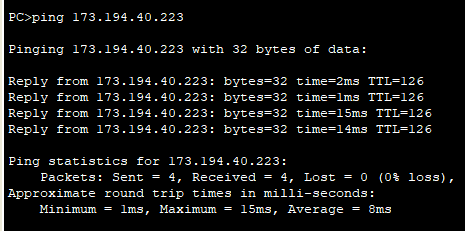 PC>ping 173.194.40.223
Pinging 173.194.40.223 with 32 bytes of data:
Reply from 173.194.40.223: bytes=32 time=2ms TTL=126
Reply from 173.194.40.223: bytes=32 time=1ms TTL=126
Reply from 173.194.40.223: bytes=32 time=15ms TTL=126
Reply from 173.194.40.223: bytes=32 time=14ms TTL=126
Ping statistics for 173.194.40.223:
    Packets: Sent = 4, Received = 4, Lost = 0 (0% loss),
Approximate round trip times in milli-seconds:
    Minimum = 1ms, Maximum = 15ms, Average = 8ms